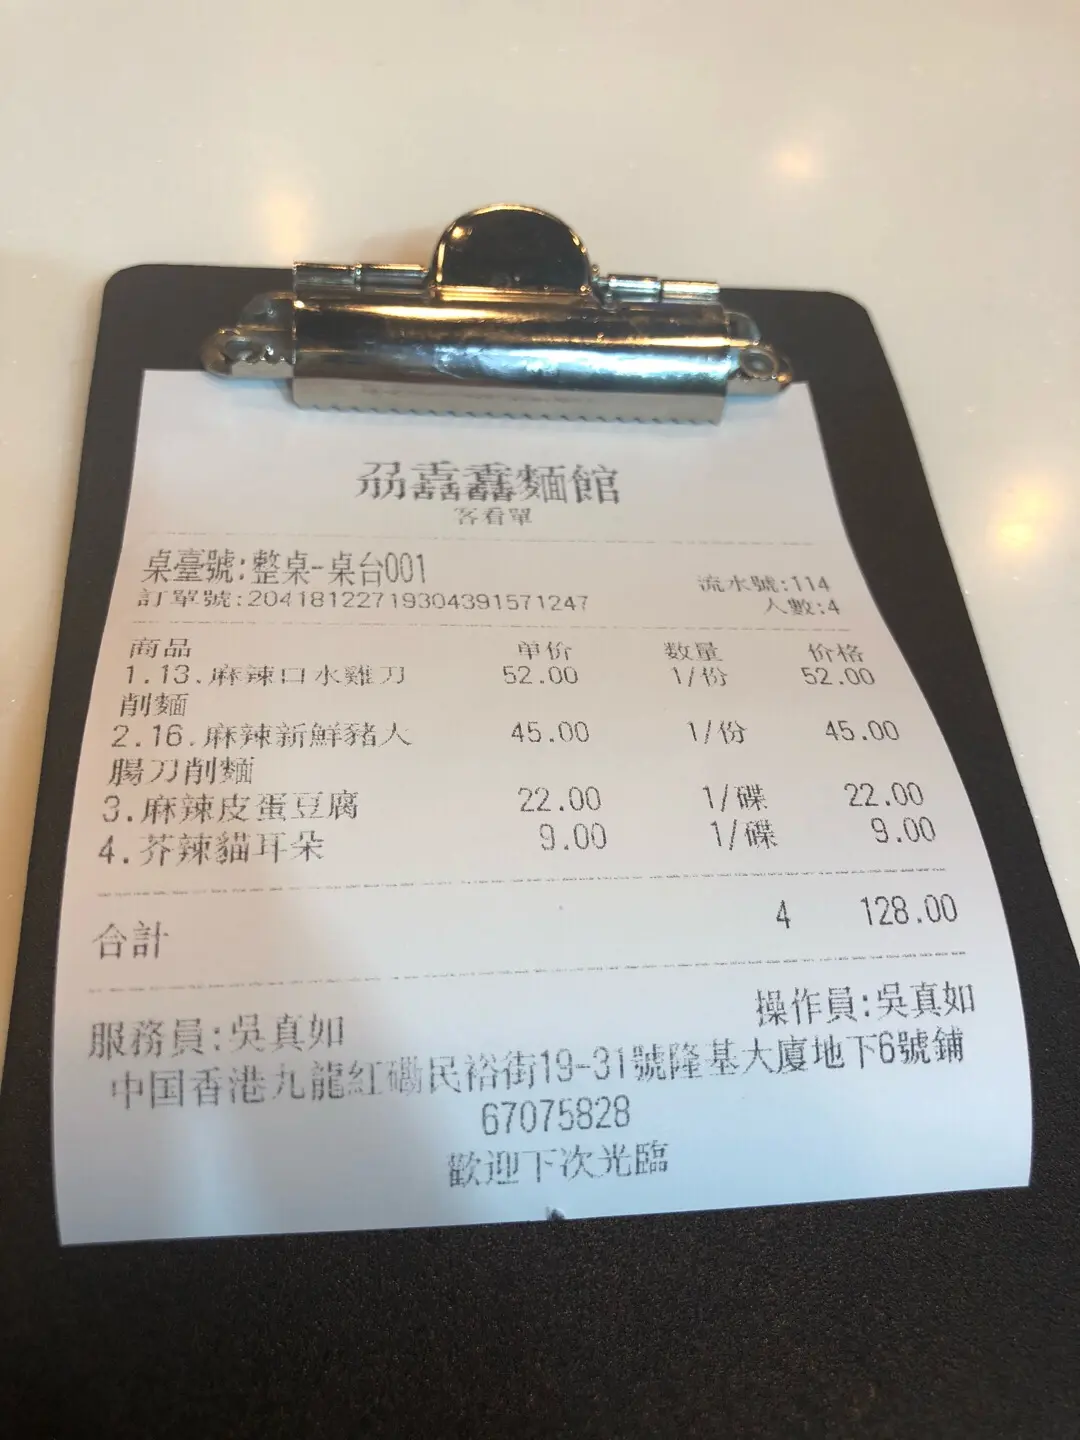 刕嚞馫麵館
客看單
桌臺號:整桌-桌台001
流水號:114
訂單號:204181227193043915​71247
人數:4
商品 单价 数量 价格
1.13.麻辣口水雞刀 52.00 1/份 52.00
削麵
2.16.麻辣新鮮豬大 45.00 1/份 45.00
腸刀削麵
3.麻辣皮蛋豆腐 22.00 1/碟 22.00
4.芥辣貓耳朵 9.00 1/碟 9.00
合計 4 128.00
操作員:吳真如
服務員:吳真如
中国香港九龍紅磡民裕街19-31號隆基大廈地下6號鋪
67075828
歡迎下次光臨